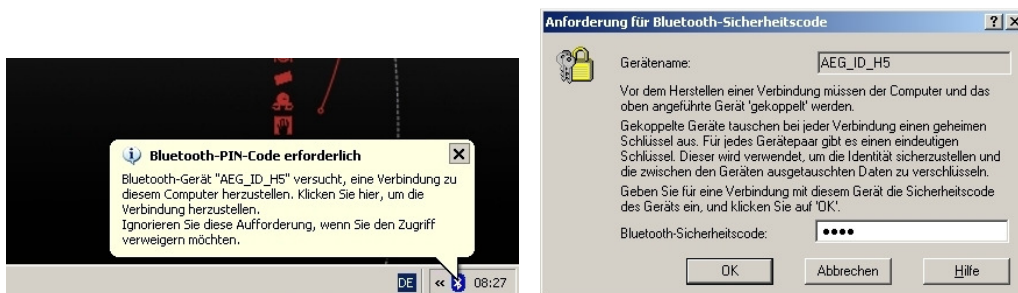 Bluetooth-PIN-Code erforderlich
Bluetooth-Gerät "AEG_ID_H5" versucht, eine Verbindung zu
diesem Computer herzustellen. Klicken Sie hier, um die
Verbindung herzustellen.
Ignorieren Sie diese Aufforderung, wenn Sie den Zugriff
verweigern möchten.
DE « 08:27
Anforderung für Bluetooth-Sicherheitscode
Gerätename: AEG_ID_H5
Vor dem Herstellen einer Verbindung müssen der Computer und das
oben angeführte Gerät 'gekoppelt' werden.
Gekoppelte Geräte tauschen bei jeder Verbindung einen geheimen
Schlüssel aus. Für jedes Gerätepaar gibt es einen eindeutigen
Schlüssel. Dieser wird verwendet, um die Identität sicherzustellen und
die zwischen den Geräten ausgetauschten Daten zu verschlüsseln.
Geben Sie für eine Verbindung mit diesem Gerät die Sicherheitscode
des Geräts ein, und klicken Sie auf 'OK'.
Bluetooth-Sicherheitscode: ●●●●
OK Abbrechen Hilfe